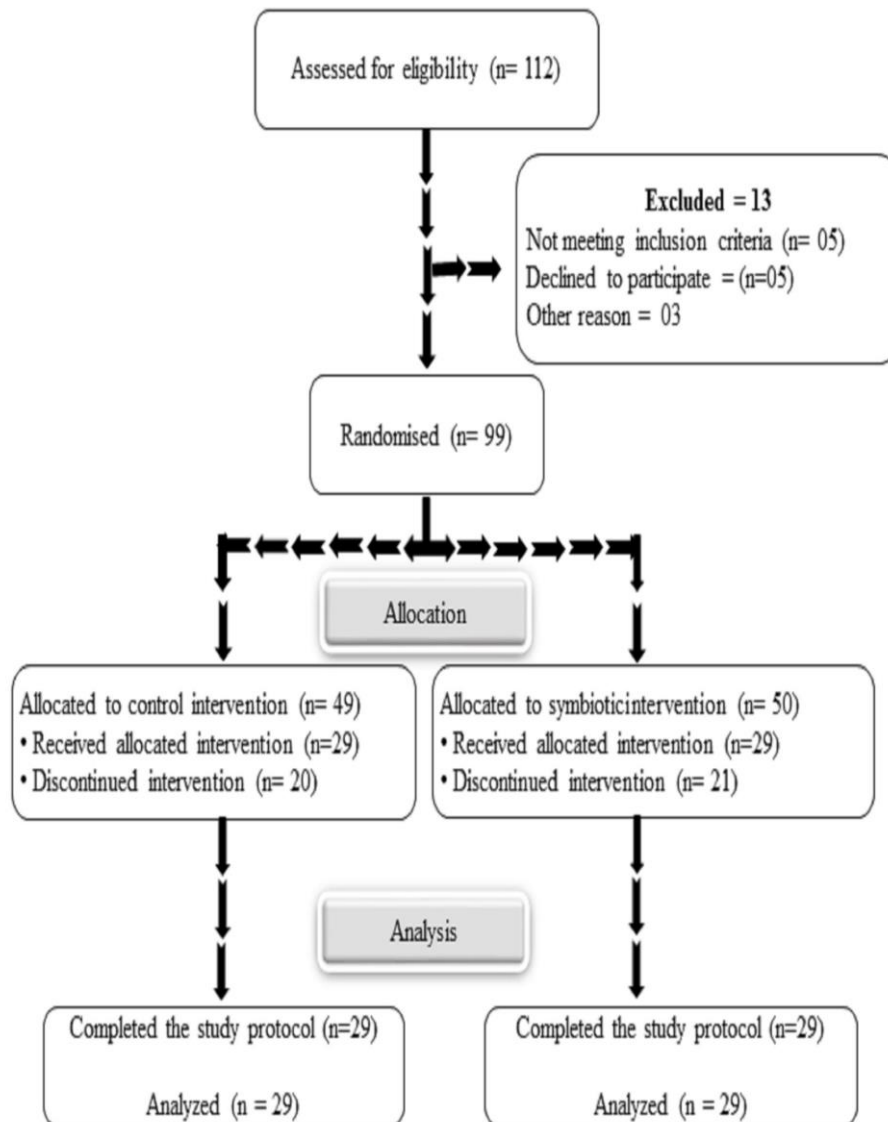 Assessed for eligibility (n= 112)
Excluded = 13
Not meeting inclusion criteria (n= 05)
Declined to participate = (n=05)
Other reason = 03
Randomised (n= 99)
Allocation
Allocated to control intervention (n= 49)
• Received allocated intervention (n=29)
• Discontinued intervention (n= 20)
Allocated to symbioticintervention (n= 50)
• Received allocated intervention (n=29)
• Discontinued intervention (n= 21)
Analysis
Completed the study protocol (n=29)
Analyzed (n = 29)
Completed the study protocol (n=29)
Analyzed (n = 29)